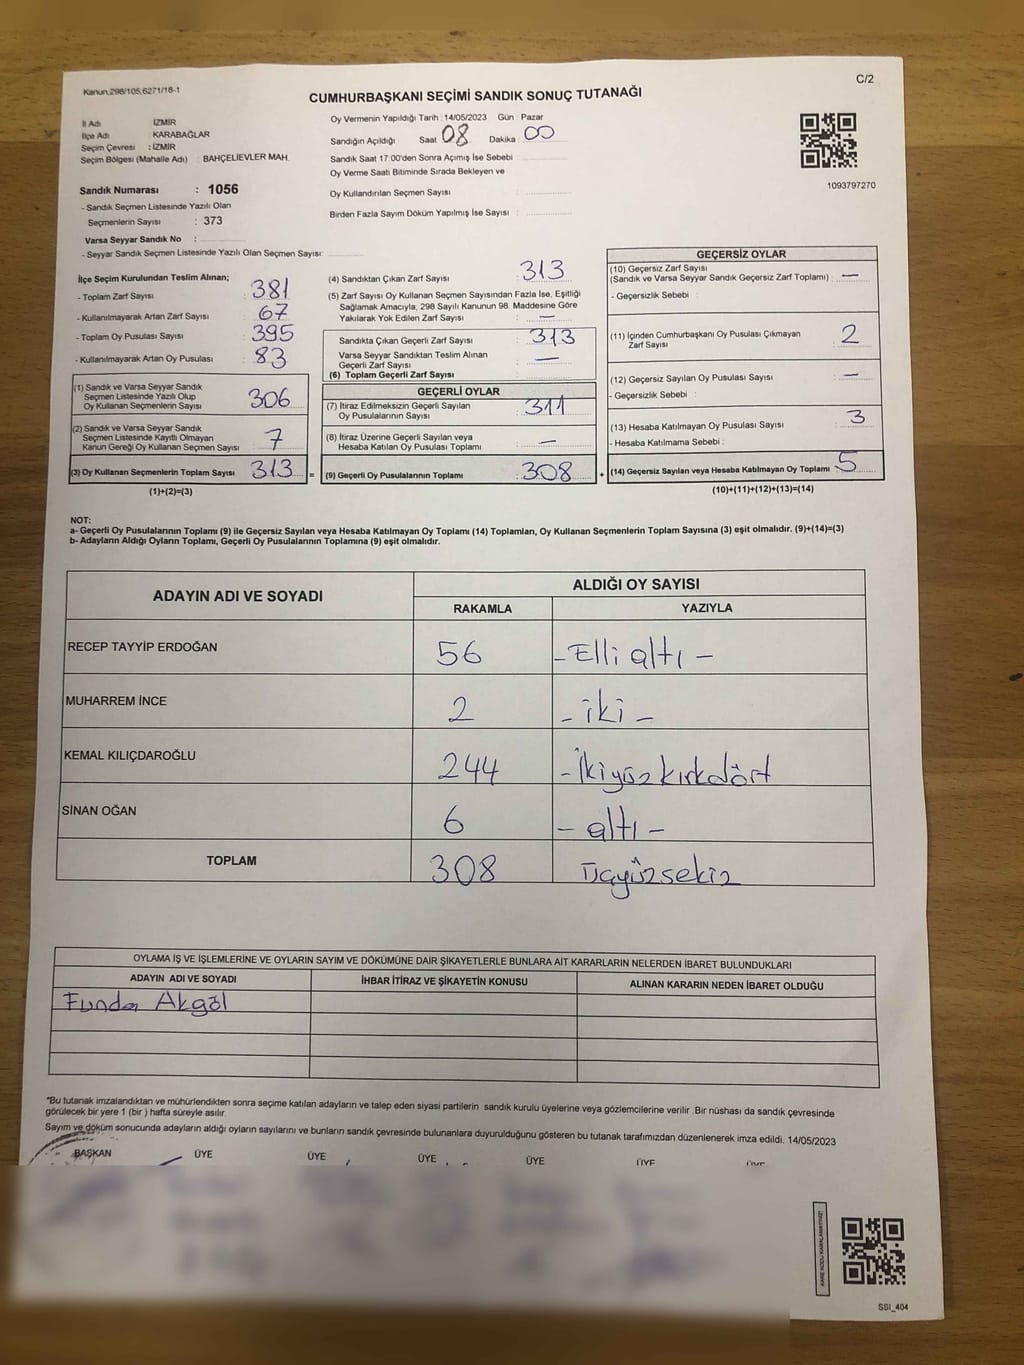 Kanun,298/105,6271/18-1
C/2
CUMHURBAŞKANI SEÇİMİ SANDIK SONUÇ TUTANAĞI
İl Adı İZMİR
İlçe Adı KARABAĞLAR
Seçim Çevresi : İZMİR
Seçim Bölgesi (Mahalle Adı) : BAHÇELİEVLER MAH.
Sandık Numarası : 1056
- Sandık Seçmen Listesinde Yazılı Olan
Seçmenlerin Sayısı : 373
Varsa Seyyar Sandık No :
- Seyyar Sandık Seçmen Listesinde Yazılı Olan Seçmen Sayısı:
Oy Vermenin Yapıldığı Tarih : 14/05/2023 Gün : Pazar
Sandığın Açıldığı Saat 08 Dakika : 00
Sandık Saat 17:00'den Sonra Açılmış İse Sebebi :
Oy Verme Saati Bitiminde Sırada Bekleyen ve
Oy Kullandırılan Seçmen Sayısı :
Birden Fazla Sayım Döküm Yapılmış İse Sayısı :
1093797270
İlçe Seçim Kurulundan Teslim Alınan;
- Toplam Zarf Sayısı : 381
- Kullanılmayarak Artan Zarf Sayısı : 67
- Toplam Oy Pusulası Sayısı : 395
- Kullanılmayarak Artan Oy Pusulası : 83
(1) Sandık ve Varsa Seyyar Sandık
Seçmen Listesinde Yazılı Olup
Oy Kullanan Seçmenlerin Sayısı : 306
(2) Sandık ve Varsa Seyyar Sandık
Seçmen Listesinde Kayıtlı Olmayan
Kanun Gereği Oy Kullanan Seçmen Sayısı : 7
(3) Oy Kullanan Seçmenlerin Toplam Sayısı : 313 =
(1)+(2)=(3)
(4) Sandıktan Çıkan Zarf Sayısı : 313
(5) Zarf Sayısı Oy Kullanan Seçmen Sayısından Fazla İse, Eşitliği
Sağlamak Amacıyla; 298 Sayılı Kanunun 98. Maddesine Göre
Yakılarak Yok Edilen Zarf Sayısı : —
Sandıkta Çıkan Geçerli Zarf Sayısı : 313
Varsa Seyyar Sandıktan Teslim Alınan
Geçerli Zarf Sayısı : —
(6) Toplam Geçerli Zarf Sayısı :
GEÇERLİ OYLAR
(7) İtiraz Edilmeksizin Geçerli Sayılan
Oy Pusulalarının Sayısı : 311
(8) İtiraz Üzerine Geçerli Sayılan veya
Hesaba Katılan Oy Pusulası Toplamı : —
(9) Geçerli Oy Pusulalarının Toplamı : 308 +
GEÇERSİZ OYLAR
(10) Geçersiz Zarf Sayısı
(Sandık ve Varsa Seyyar Sandık Geçersiz Zarf Toplamı) : —
- Geçersizlik Sebebi :
(11) İçinden Cumhurbaşkanı Oy Pusulası Çıkmayan
Zarf Sayısı : 2
(12) Geçersiz Sayılan Oy Pusulası Sayısı : —
- Geçersizlik Sebebi :
(13) Hesaba Katılmayan Oy Pusulası Sayısı : 3
- Hesaba Katılmama Sebebi :
(14) Geçersiz Sayılan veya Hesaba Katılmayan Oy Toplamı : 5
(10)+(11)+(12)+(13)=(14)
NOT:
a- Geçerli Oy Pusulalarının Toplamı (9) ile Geçersiz Sayılan veya Hesaba Katılmayan Oy Toplamı (14) Toplamları, Oy Kullanan Seçmenlerin Toplam Sayısına (3) eşit olmalıdır. (9)+(14)=(3)
b- Adayların Aldığı Oyların Toplamı, Geçerli Oy Pusulalarının Toplamına (9) eşit olmalıdır.
ADAYIN ADI VE SOYADI
ALDIĞI OY SAYISI
RAKAMLA YAZIYLA
RECEP TAYYİP ERDOĞAN 56 - Elli altı -
MUHARREM İNCE 2 - iki -
KEMAL KILIÇDAROĞLU 244 - İkiyüzkırkdört
SİNAN OĞAN 6 - altı -
TOPLAM 308 Üçyüzsekiz
OYLAMA İŞ VE İŞLEMLERİNE VE OYLARIN SAYIM VE DÖKÜMÜNE DAİR ŞİKAYETLERLE BUNLARA AİT KARARLARIN NELERDEN İBARET BULUNDUKLARI
ADAYIN ADI VE SOYADI İHBAR İTİRAZ VE ŞİKAYETİN KONUSU ALINAN KARARIN NEDEN İBARET OLDUĞU
Funda Akgöl
*Bu tutanak imzalandıktan ve mühürlendikten sonra seçime katılan adayların ve talep eden siyasi partilerin sandık kurulu üyelerine veya gözlemcilerine verilir .Bir nüshası da sandık çevresinde
görülecek bir yere 1 (bir ) hafta süreyle asılır.
Sayım ve döküm sonucunda adayların aldığı oyların sayılarını ve bunların sandık çevresinde bulunanlara duyurulduğunu gösteren bu tutanak tarafımızdan düzenlenerek imza edildi. 14/05/2023
BAŞKAN ÜYE ÜYE ÜYE ÜYE ÜYE ÜYE
KARE KODU KARALAMAYINIZ!
SSI_404